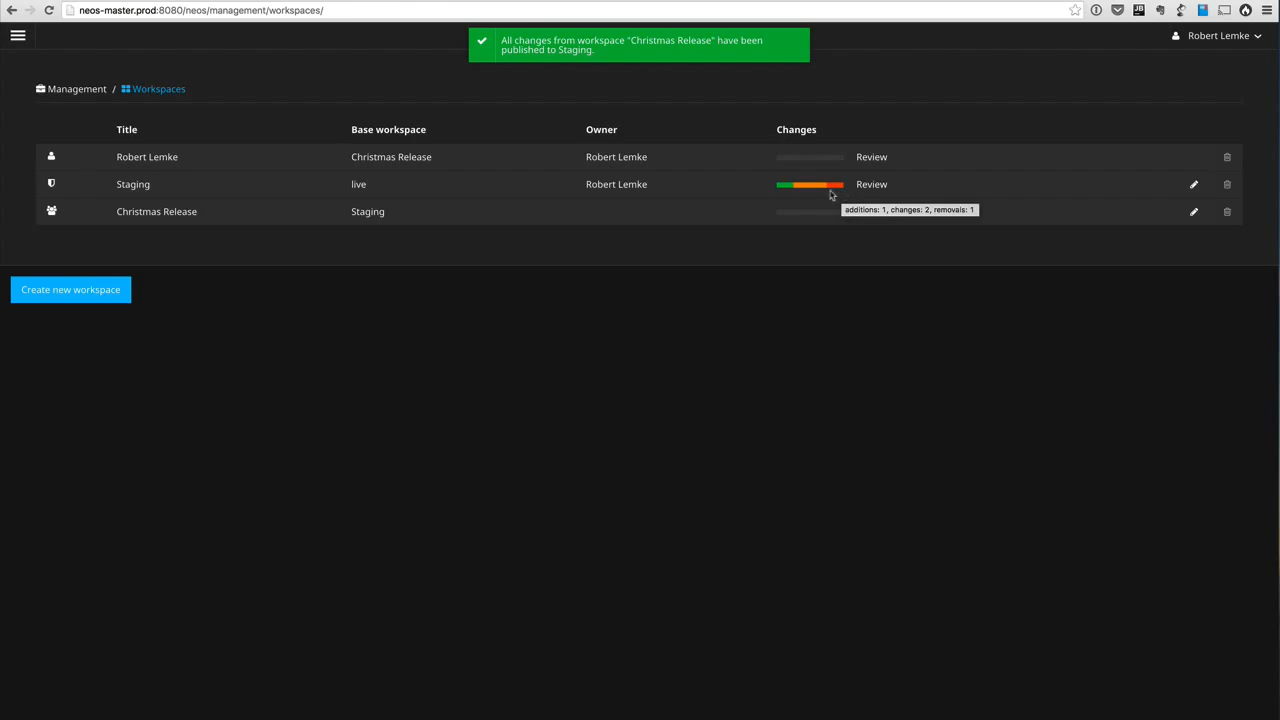 neos-master.prod:8080/neos/management/workspaces/
All changes from workspace "Christmas Release" have been
published to Staging.
Robert Lemke
Management / Workspaces
Title Base workspace Owner Changes
Robert Lemke Christmas Release Robert Lemke Review
Staging live Robert Lemke Review
Christmas Release Staging
additions: 1, changes: 2, removals: 1
Create new workspace